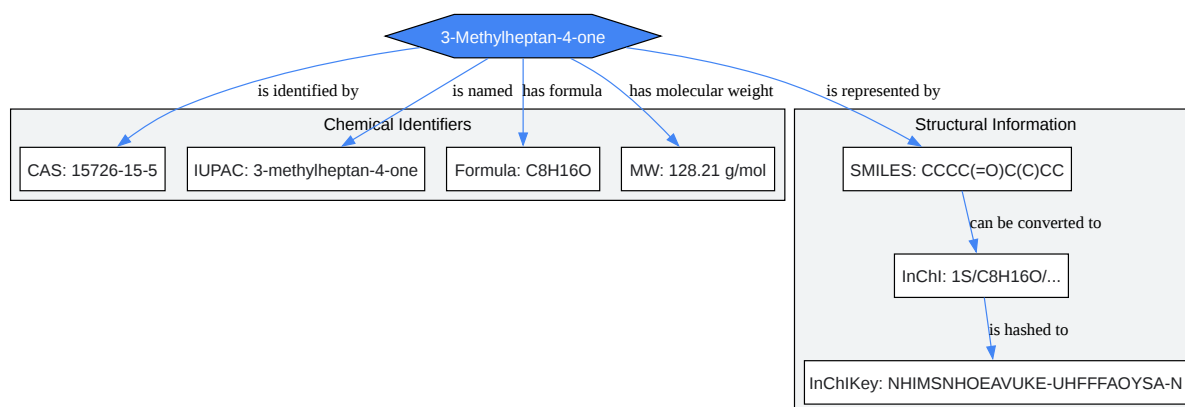 3-Methylheptan-4-one
is identified by
is named
has formula
has molecular weight
is represented by
Chemical Identifiers
Structural Information
CAS: 15726-15-5
IUPAC: 3-methylheptan-4-one
Formula: C8H16O
MW: 128.21 g/mol
SMILES: CCCC(=O)C(C)CC
can be converted to
InChI: 1S/C8H16O/...
is hashed to
InChIKey: NHIMSNHOEAVUKE-UHFFFAOYSA-N